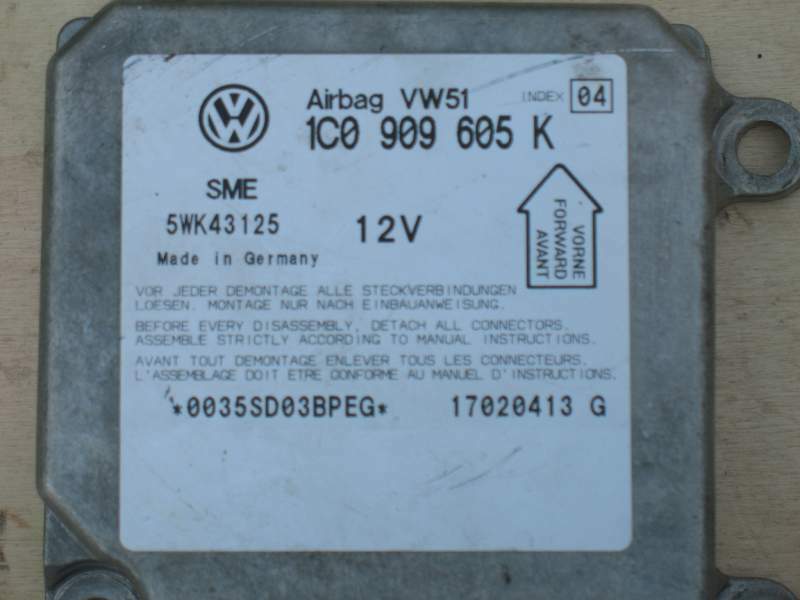 Airbag VW51 INDEX 04
1C0 909 605 K
SME
5WK43125 12V
Made in Germany
VORNE
FORWARD
AVANT
VOR JEDER DEMONTAGE ALLE STECKVERBINDUNGEN
LOESEN. MONTAGE NUR NACH EINBAUANWEISUNG.
BEFORE EVERY DISASSEMBLY, DETACH ALL CONNECTORS.
ASSEMBLE STRICTLY ACCORDING TO MANUAL INSTRUCTIONS.
AVANT TOUT DEMONTAGE ENLEVER TOUS LES CONNECTEURS.
L'ASSEMBLAGE DOIT ETRE CONFORME AU MANUEL D'INSTRUCTIONS.
*0035SD03BPEG* 17020413 G